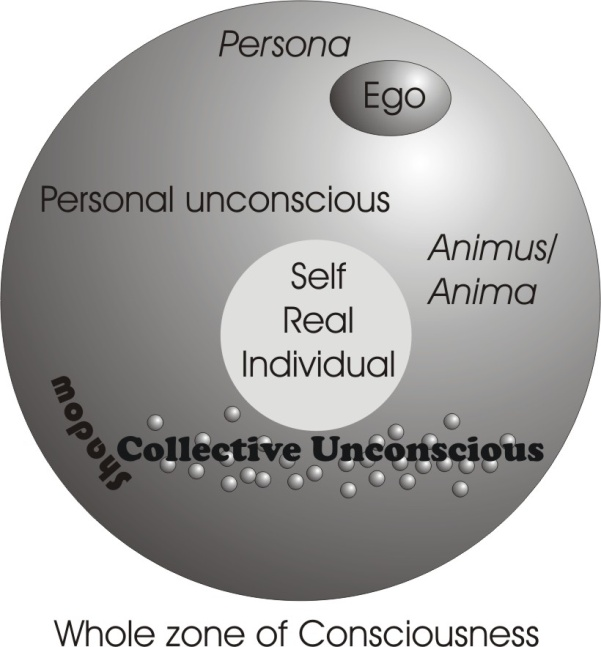 Persona
Ego
Personal unconscious
Animus/
Anima
Self
Real
Individual
Shadow
Collective Unconscious
Whole zone of Consciousness